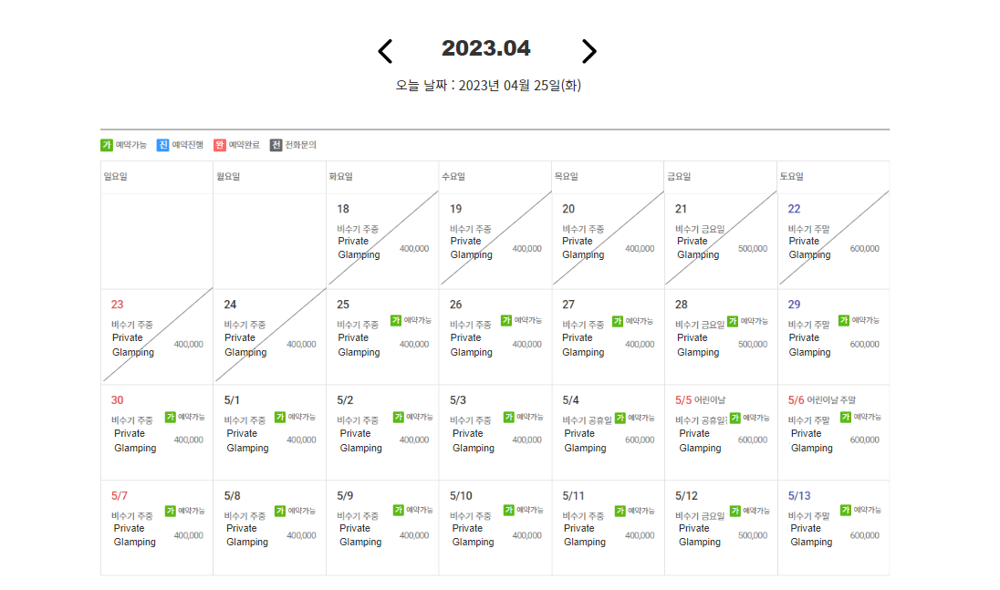 2023.04
오늘 날짜 : 2023년 04월 25일(화)
가 예약가능 진 예약진행 완 예약완료 전 전화문의
일요일 월요일 화요일 수요일 목요일 금요일 토요일
18 19 20 21 22
비수기 주중 비수기 주중 비수기 주중 비수기 금요일 비수기 주말
Private Private Private Private Private
400,000 400,000 400,000 500,000 600,000
Glamping Glamping Glamping Glamping Glamping
23 24 25 26 27 28 29
가 예약가능 가 예약가능 가 예약가능 가 예약가능 가 예약가능
비수기 주중 비수기 주중 비수기 주중 비수기 주중 비수기 주중 비수기 금요일 비수기 주말
Private Private Private Private Private Private Private
400,000 400,000 400,000 400,000 400,000 500,000 600,000
Glamping Glamping Glamping Glamping Glamping Glamping Glamping
30 5/1 5/2 5/3 5/4 5/5 어린이날 5/6 어린이날 주말
가 예약가능 가 예약가능 가 예약가능 가 예약가능 가 예약가능 가 예약가능 가 예약가능
비수기 주중 비수기 주중 비수기 주중 비수기 주중 비수기 공휴일 비수기 공휴일 비수기 주말
Private Private Private Private Private Private Private
400,000 400,000 400,000 400,000 600,000 600,000 600,000
Glamping Glamping Glamping Glamping Glamping Glamping Glamping
5/7 5/8 5/9 5/10 5/11 5/12 5/13
가 예약가능 가 예약가능 가 예약가능 가 예약가능 가 예약가능 가 예약가능 가 예약가능
비수기 주중 비수기 주중 비수기 주중 비수기 주중 비수기 주중 비수기 금요일 비수기 주말
Private Private Private Private Private Private Private
400,000 400,000 400,000 400,000 400,000 500,000 600,000
Glamping Glamping Glamping Glamping Glamping Glamping Glamping